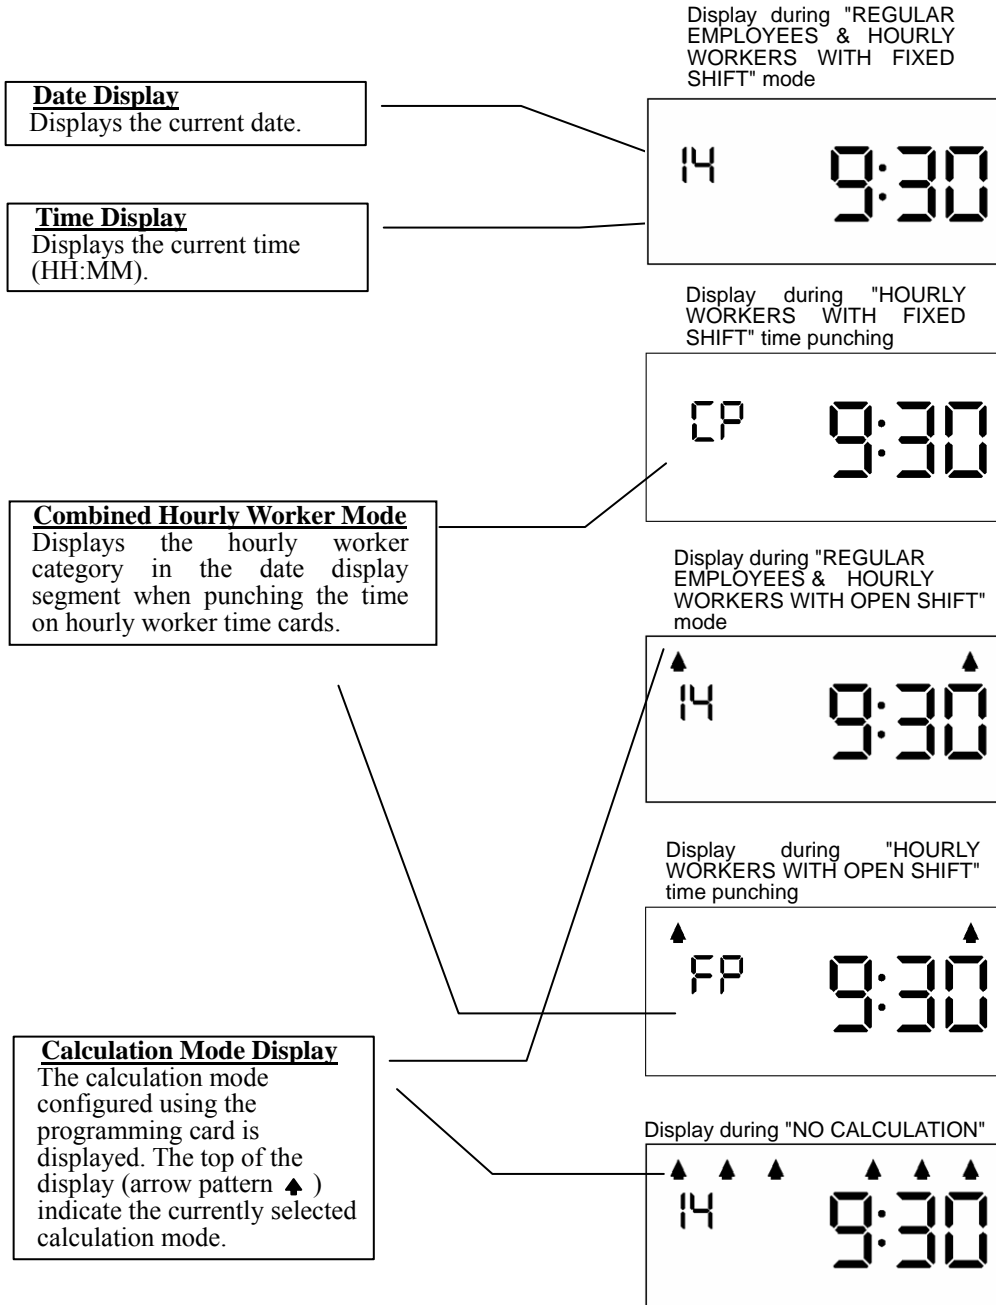 Display during "REGULAR
EMPLOYEES & HOURLY
WORKERS WITH FIXED
SHIFT" mode
Date Display
Displays the current date.
14 9:30
Time Display
Displays the current time
(HH:MM).
Display during "HOURLY
WORKERS WITH FIXED
SHIFT" time punching
CP 9:30
Combined Hourly Worker Mode
Displays the hourly worker
category in the date display
segment when punching the time
on hourly worker time cards.
Display during "REGULAR
EMPLOYEES & HOURLY
WORKERS WITH OPEN SHIFT"
mode
14 9:30
Display during "HOURLY
WORKERS WITH OPEN SHIFT"
time punching
FP 9:30
Calculation Mode Display
The calculation mode
configured using the
programming card is
displayed. The top of the
display (arrow pattern ♠ )
indicate the currently selected
calculation mode.
Display during "NO CALCULATION"
14 9:30